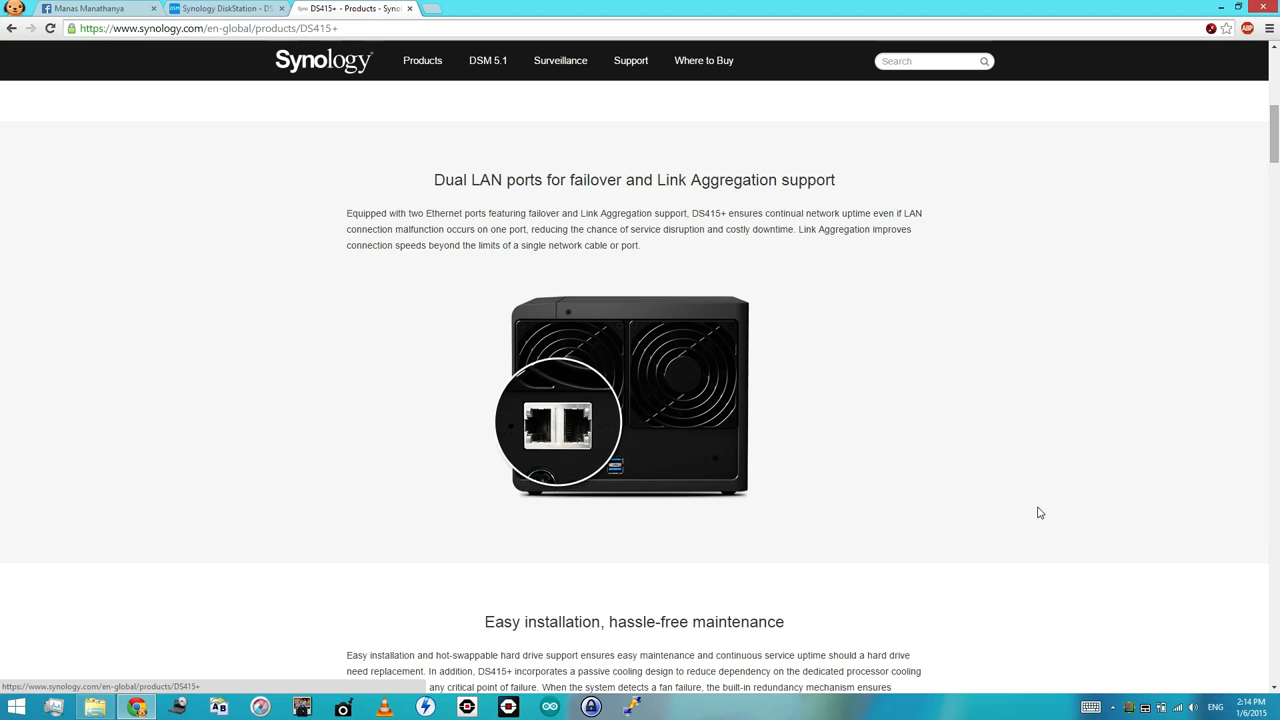 Manas Manathanya
Synology DiskStation - DS
DS415+ - Products - Syno
https://www.synology.com/en-global/products/DS415+
ABP
Synology
Products
DSM 5.1
Surveillance
Support
Where to Buy
Search
Dual LAN ports for failover and Link Aggregation support
Equipped with two Ethernet ports featuring failover and Link Aggregation support, DS415+ ensures continual network uptime even if LAN
connection malfunction occurs on one port, reducing the chance of service disruption and costly downtime. Link Aggregation improves
connection speeds beyond the limits of a single network cable or port.
Easy installation, hassle-free maintenance
Easy installation and hot-swappable hard drive support ensures easy maintenance and continuous service uptime should a hard drive
need replacement. In addition, DS415+ incorporates a passive cooling design to reduce dependency on the dedicated processor cooling
any critical point of failure. When the system detects a fan failure, the built-in redundancy mechanism ensures
https://www.synology.com/en-global/products/DS415+
ENG
2:14 PM
1/6/2015